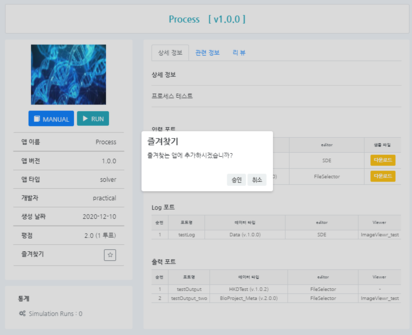 Process [ v1.0.0 ]
MANUAL
RUN
앱 이름 Process
앱 버전 1.0.0
앱 타입 solver
개발자 practical
생성 날짜 2020-12-10
평점 2.0 (1 투표)
즐겨찾기
통계
Simulation Runs : 0
상세 정보 관련 정보 리뷰
상세 정보
프로세스 테스트
입력 포트
editor 샘플 파일
SDE 다운로드
FileSelector 다운로드
즐겨찾기
즐겨찾는 앱에 추가하시겠습니까?
승인 취소
Log 포트
순번 포트명 데이터 타입 editor Viewer
1 testLog Data (v.1.0.0) SDE ImageViewr_test
출력 포트
순번 포트명 데이터 타입 editor Viewer
1 testOutput HKDTest (v.1.0.2) FileSelector -
2 testOutput_two BioProject_Meta (v.2.0.0) FileSelector ImageViewr_test